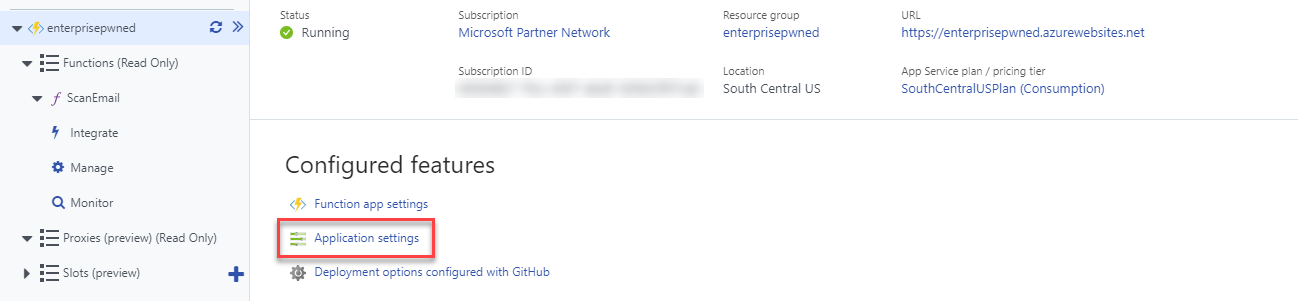 enterprisepwned
Functions (Read Only)
ScanEmail
Integrate
Manage
Monitor
Proxies (preview) (Read Only)
Slots (preview)
Status
Running
Subscription
Microsoft Partner Network
Resource group
enterprisepwned
URL
https://enterprisepwned.azurewebsites.net
Subscription ID
Location
South Central US
App Service plan / pricing tier
SouthCentralUSPlan (Consumption)
Configured features
Function app settings
Application settings
Deployment options configured with GitHub